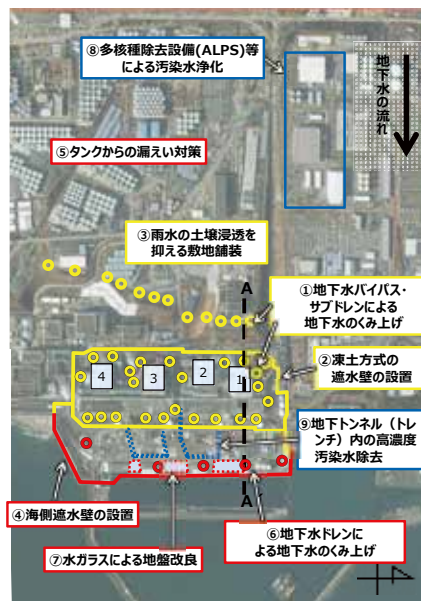 ⑧多核種除去設備(ALPS)等
による汚染水浄化
地下水の流れ
⑤タンクからの漏えい対策
③雨水の土壌浸透を
抑える敷地舗装
A
①地下水バイパス・
サブドレンによる
地下水のくみ上げ
4
3
2
1
②凍土方式の
遮水壁の設置
⑨地下トンネル（トレ
ンチ）内の高濃度
汚染水除去
④海側遮水壁の設置
A
⑦水ガラスによる地盤改良
⑥地下水ドレンに
よる地下水のくみ上げ